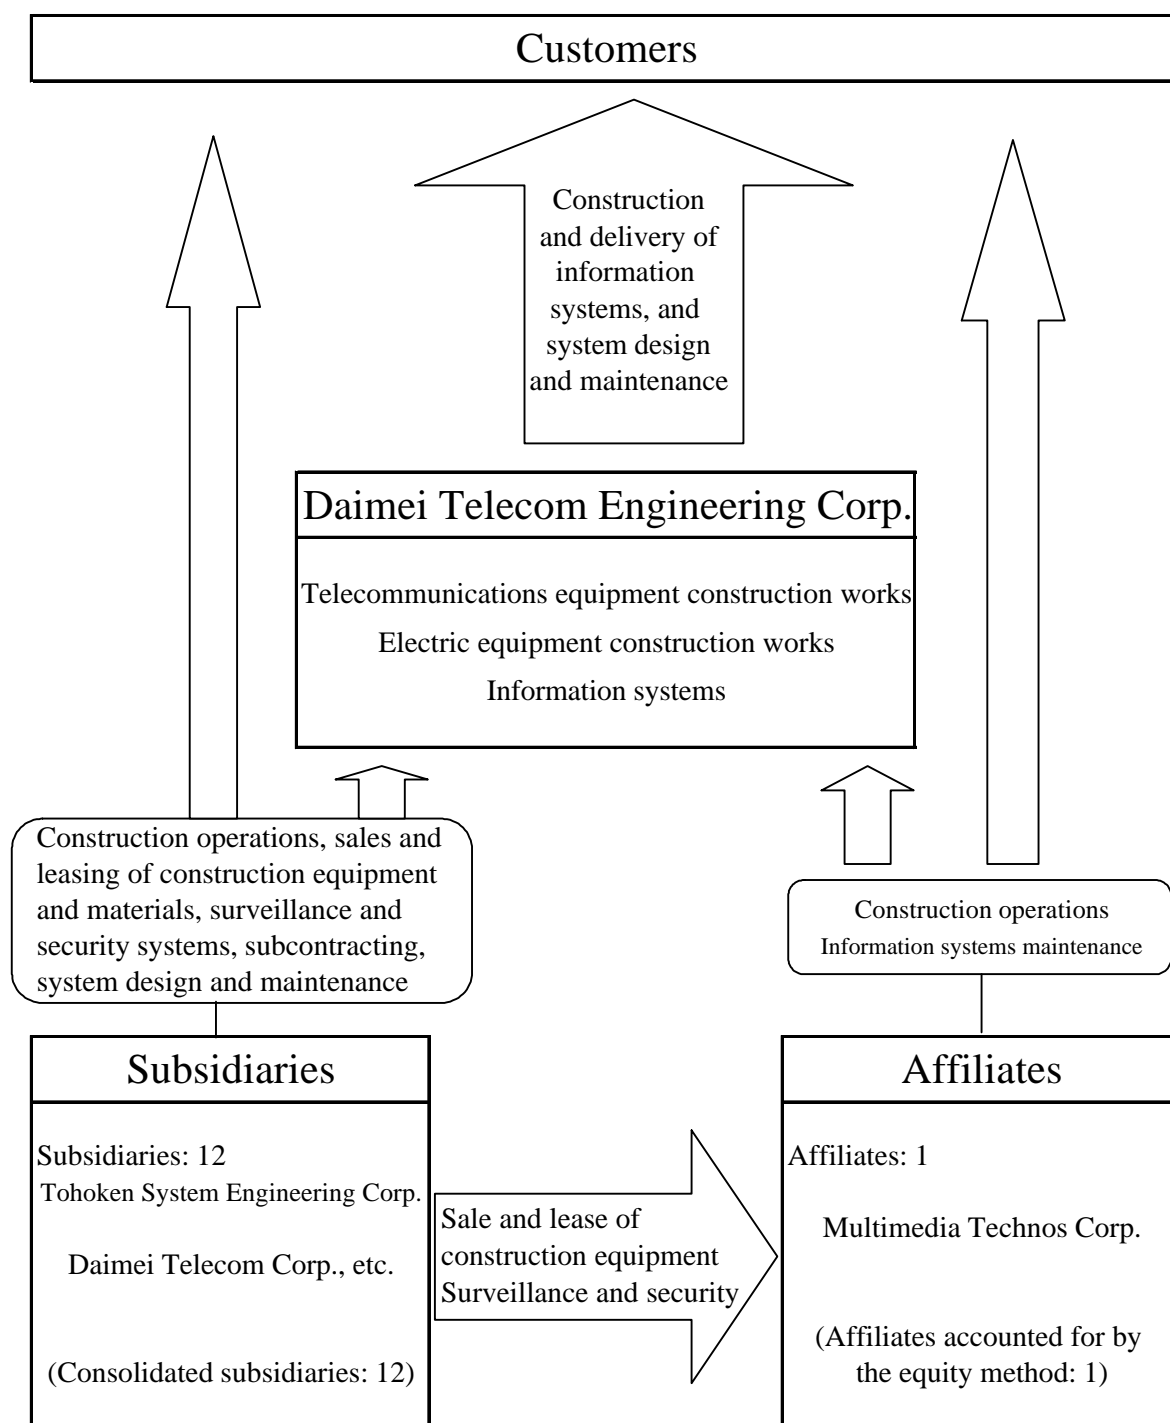 Customers
Construction
and delivery of
information
systems, and
system design
and maintenance
Daimei Telecom Engineering Corp.
Telecommunications equipment construction works
Electric equipment construction works
Information systems
Construction operations, sales and
leasing of construction equipment
and materials, surveillance and
security systems, subcontracting,
system design and maintenance
Construction operations
Information systems maintenance
Subsidiaries
Subsidiaries: 12
Tohoken System Engineering Corp.
Daimei Telecom Corp., etc.
(Consolidated subsidiaries: 12)
Sale and lease of
construction equipment
Surveillance and security
Affiliates
Affiliates: 1
Multimedia Technos Corp.
(Affiliates accounted for by
the equity method: 1)